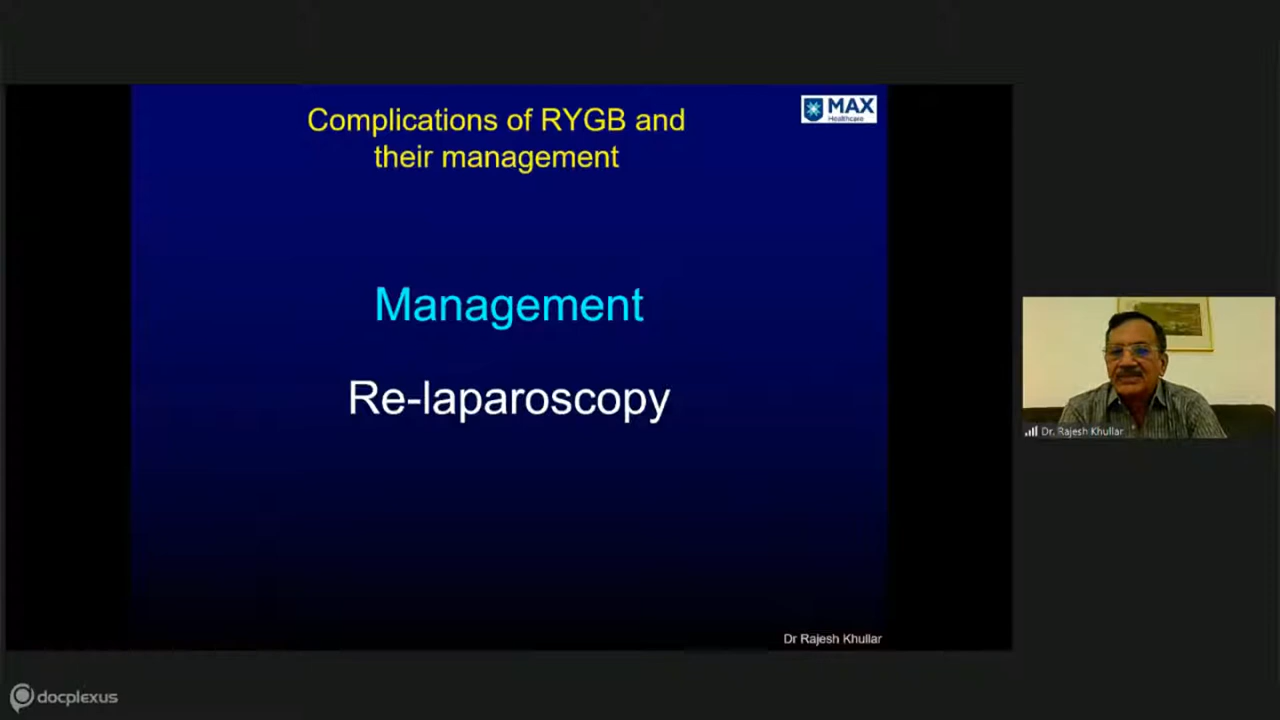 Complications of RYGB and
their management
MAX
Healthcare
Management
Re-laparoscopy
Dr. Rajesh Khullar
Dr Rajesh Khullar
docplexus